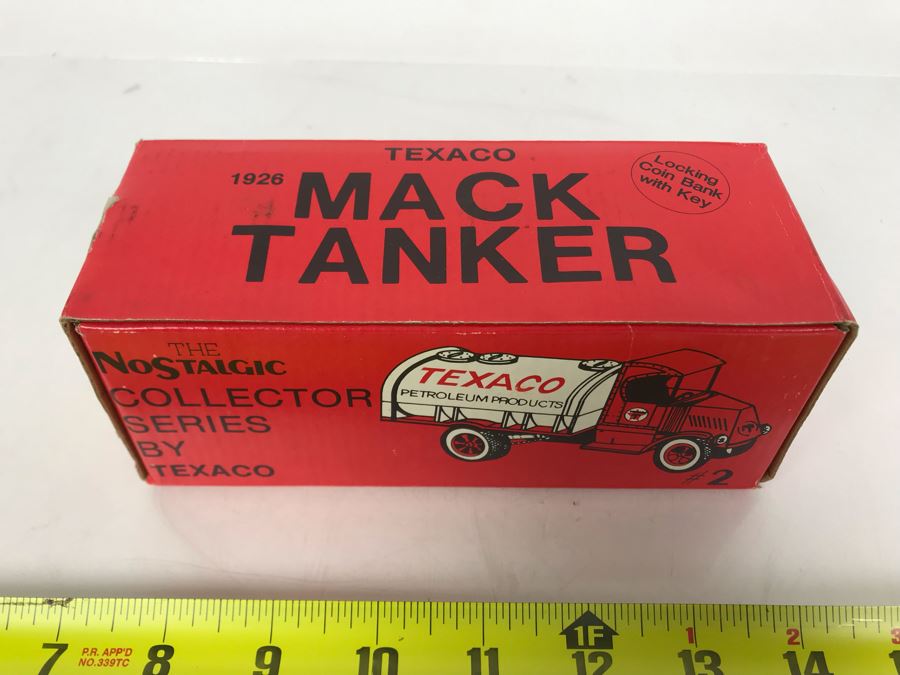 TEXACO
1926 MACK
TANKER
Locking
Coin Bank
with Key
THE
NOSTALGIC
COLLECTOR
SERIES
BY
TEXACO
TEXACO
PETROLEUM PRODUCTS
#2
1F
1 2 3
7 8 9 10 11 12 13 14
P.R. APP'D
NO.339TC